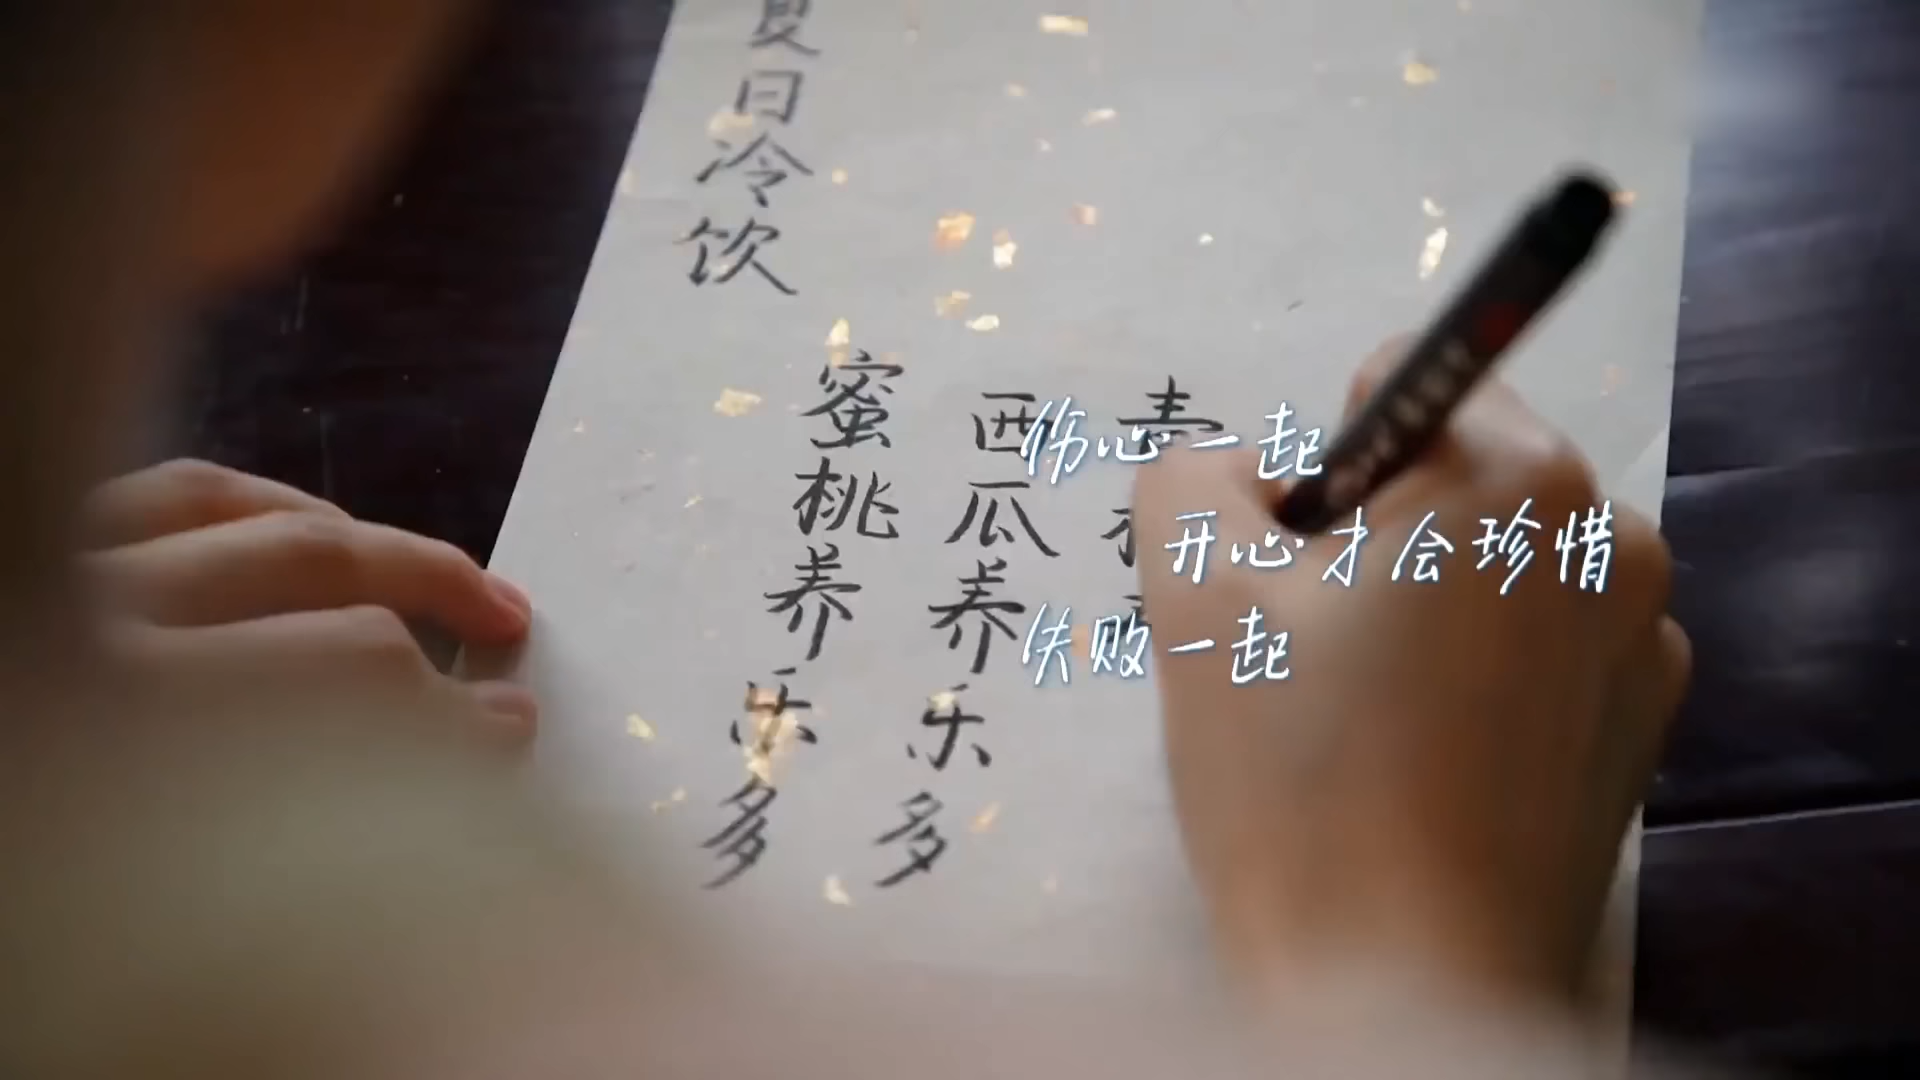 夏日冷饮
蜜桃养乐多
西瓜养乐多
伤心一起
开心才会珍惜
失败一起